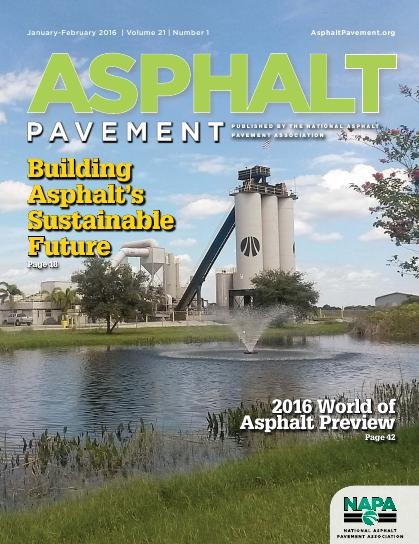 January-February 2016 | Volume 21 | Number 1
AsphaltPavement.org
ASPHALT
PAVEMENT
PUBLISHED BY THE NATIONAL ASPHALT
PAVEMENT ASSOCIATION
Building
Asphalt's
Sustainable
Future
Page 18
2016 World of
Asphalt Preview
Page 42
NAPA
NATIONAL ASPHALT
PAVEMENT ASSOCIATION